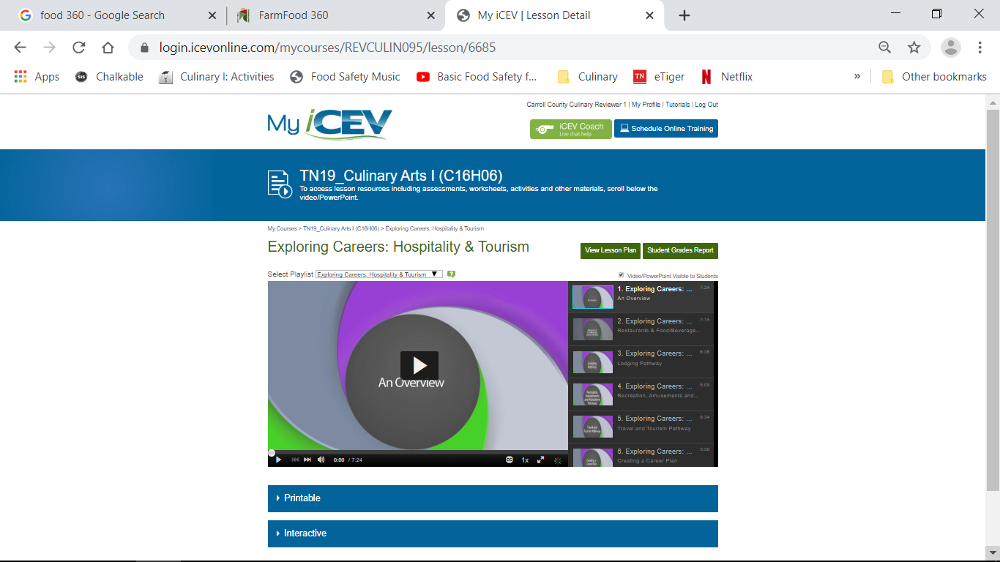 food 360 - Google Search
FarmFood 360
My iCEV | Lesson Detail
login.icevonline.com/mycourses/REVCULIN095/lesson/6685
Apps
SIS
Chalkable
Culinary I: Activities
Food Safety Music
Basic Food Safety f...
Culinary
TN
eTiger
Netflix
»
Other bookmarks
My iCEV
Carroll County Culinary Reviewer 1 | My Profile | Tutorials | Log Out
iCEV Coach
Live chat help
Schedule Online Training
TN19_Culinary Arts I (C16H06)
To access lesson resources including assessments, worksheets, activities and other materials, scroll below the
video/PowerPoint.
My Courses > TN19_Culinary Arts I (C16H06) > Exploring Careers: Hospitality & Tourism
Exploring Careers: Hospitality & Tourism
View Lesson Plan
Student Grades Report
Select Playlist
Exploring Careers: Hospitality & Tourism
?
Video/PowerPoint Visible to Students
An Overview
1. Exploring Careers: ...
7:24
An Overview
2. Exploring Careers: ...
7:15
Restaurants & Food/Beverage...
3. Exploring Careers: ...
6:36
Lodging Pathway
4. Exploring Careers: ...
8:09
Recreation, Amusements and...
5. Exploring Careers: ...
6:34
Travel and Tourism Pathway
6. Exploring Careers: ...
3:58
Creating a Career Plan
0:00 / 7:24
CC
1x
Printable
Interactive